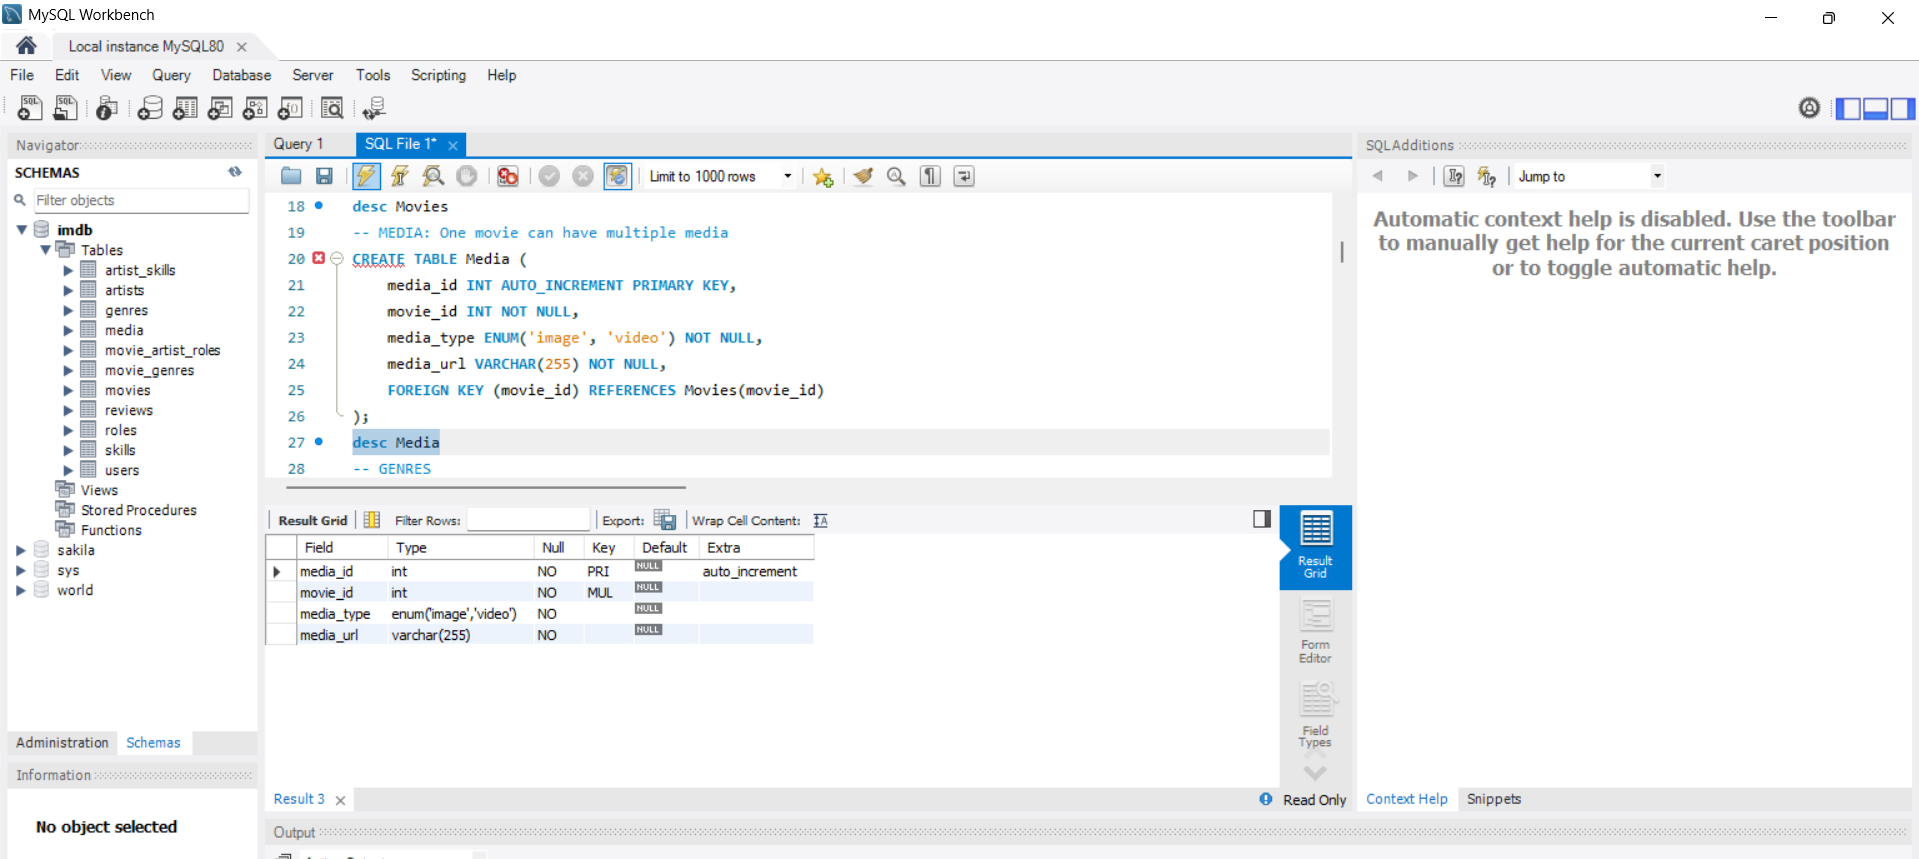 MySQL Workbench
Local instance MySQL80
File Edit View Query Database Server Tools Scripting Help
Navigator
SCHEMAS
Filter objects
imdb
Tables
artist_skills
artists
genres
media
movie_artist_roles
movie_genres
movies
reviews
roles
skills
users
Views
Stored Procedures
Functions
sakila
sys
world
Administration Schemas
Information
No object selected
Query 1 SQL File 1*
Limit to 1000 rows
18 desc Movies
19 -- MEDIA: One movie can have multiple media
20 CREATE TABLE Media (
21 media_id INT AUTO_INCREMENT PRIMARY KEY,
22 movie_id INT NOT NULL,
23 media_type ENUM('image', 'video') NOT NULL,
24 media_url VARCHAR(255) NOT NULL,
25 FOREIGN KEY (movie_id) REFERENCES Movies(movie_id)
26 );
27 desc Media
28 -- GENRES
Result Grid Filter Rows: Export: Wrap Cell Content:
Field Type Null Key Default Extra
media_id int NO PRI NULL auto_increment
movie_id int NO MUL NULL
media_type enum('image','video') NO NULL
media_url varchar(255) NO NULL
Result
Grid
Form
Editor
Field
Types
Result 3
Read Only
Output
SQLAdditions
Jump to
Automatic context help is disabled. Use the toolbar
to manually get help for the current caret position
or to toggle automatic help.
Context Help Snippets